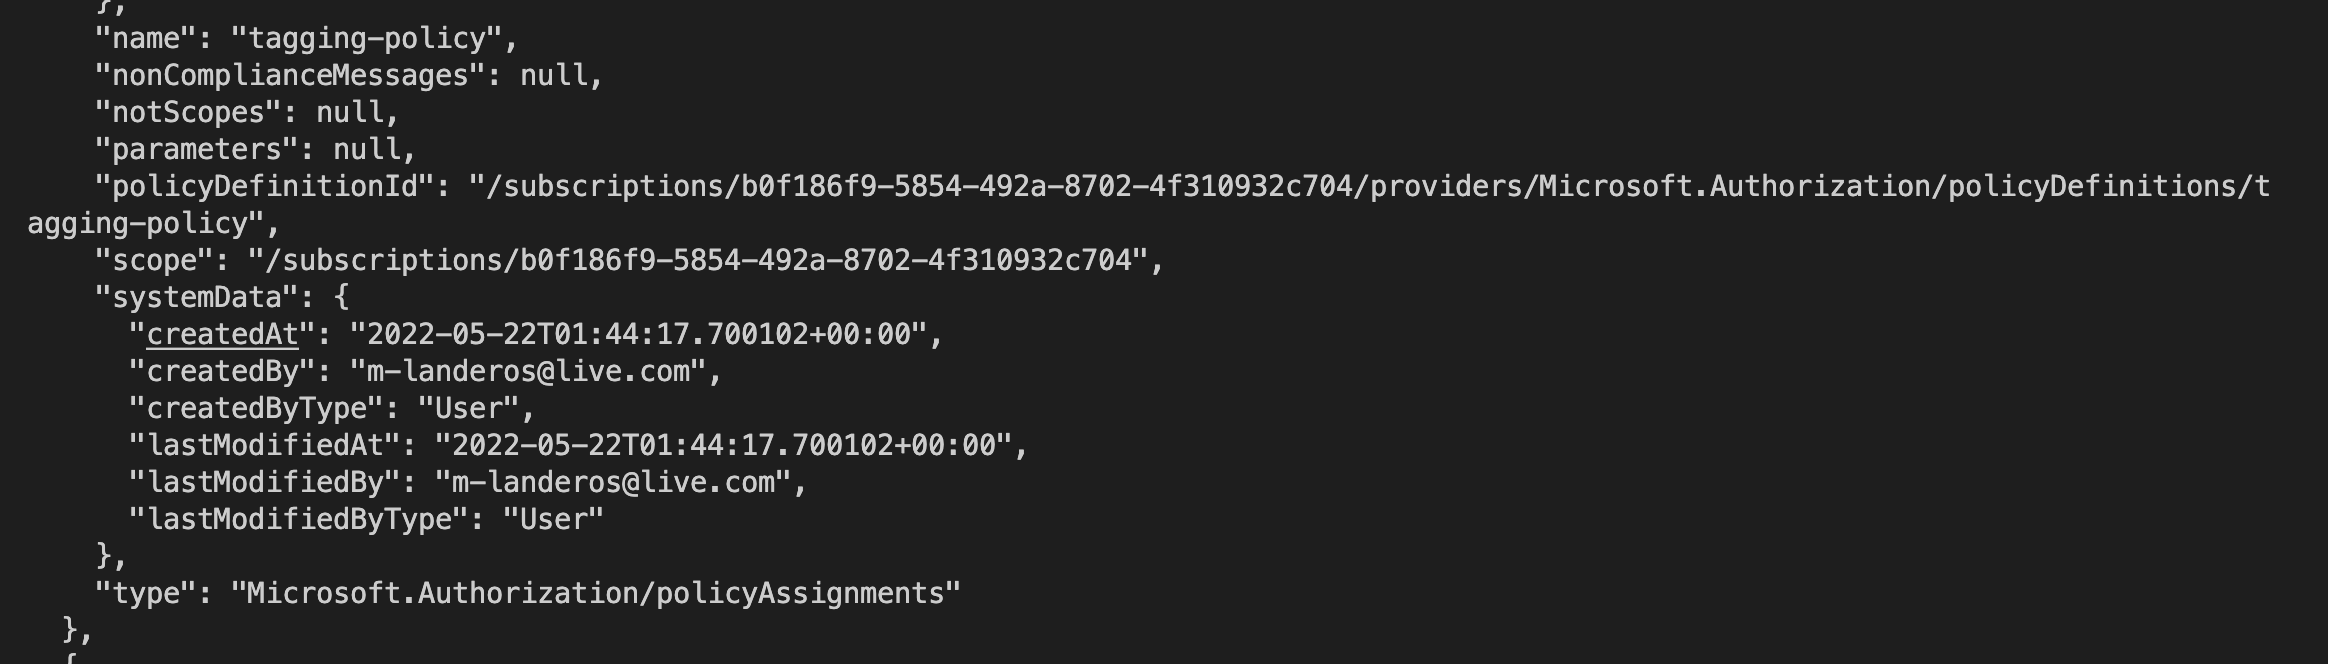 },
"name": "tagging-policy",
"nonComplianceMessages": null,
"notScopes": null,
"parameters": null,
"policyDefinitionId": "/subscriptions/b0f186f9-5854-492a-8702-4f310932c704/providers/Microsoft.Authorization/policyDefinitions/t
agging-policy",
"scope": "/subscriptions/b0f186f9-5854-492a-8702-4f310932c704",
"systemData": {
"createdAt": "2022-05-22T01:44:17.700102+00:00",
"createdBy": "m-landeros@live.com",
"createdByType": "User",
"lastModifiedAt": "2022-05-22T01:44:17.700102+00:00",
"lastModifiedBy": "m-landeros@live.com",
"lastModifiedByType": "User"
},
"type": "Microsoft.Authorization/policyAssignments"
},
{